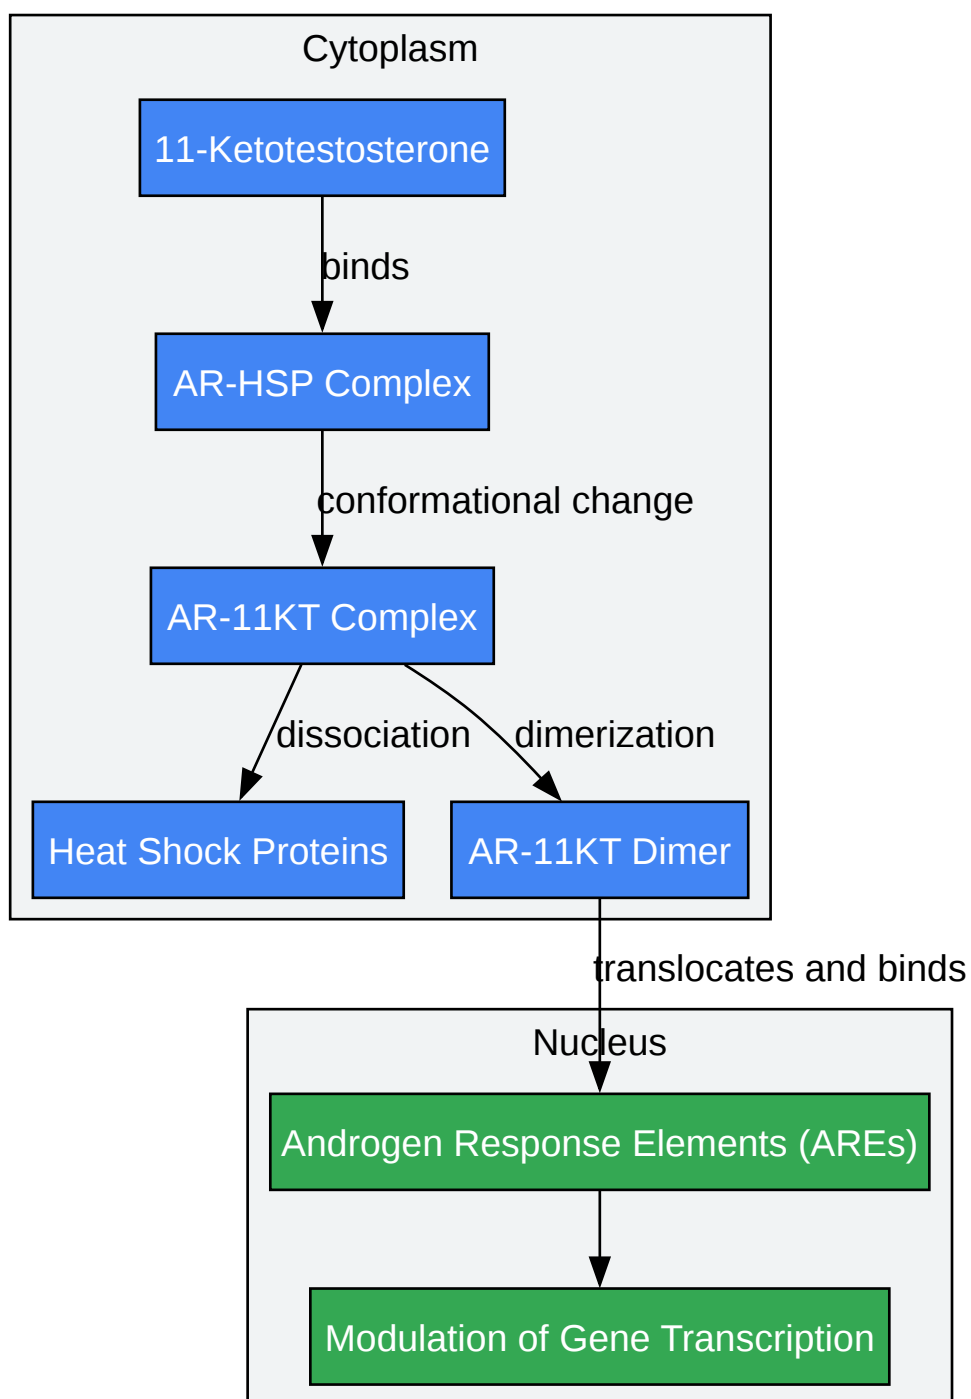 Cytoplasm
11-Ketotestosterone
binds
AR-HSP Complex
conformational change
AR-11KT Complex
dissociation
dimerization
Heat Shock Proteins
AR-11KT Dimer
translocates and binds
Nucleus
Androgen Response Elements (AREs)
Modulation of Gene Transcription